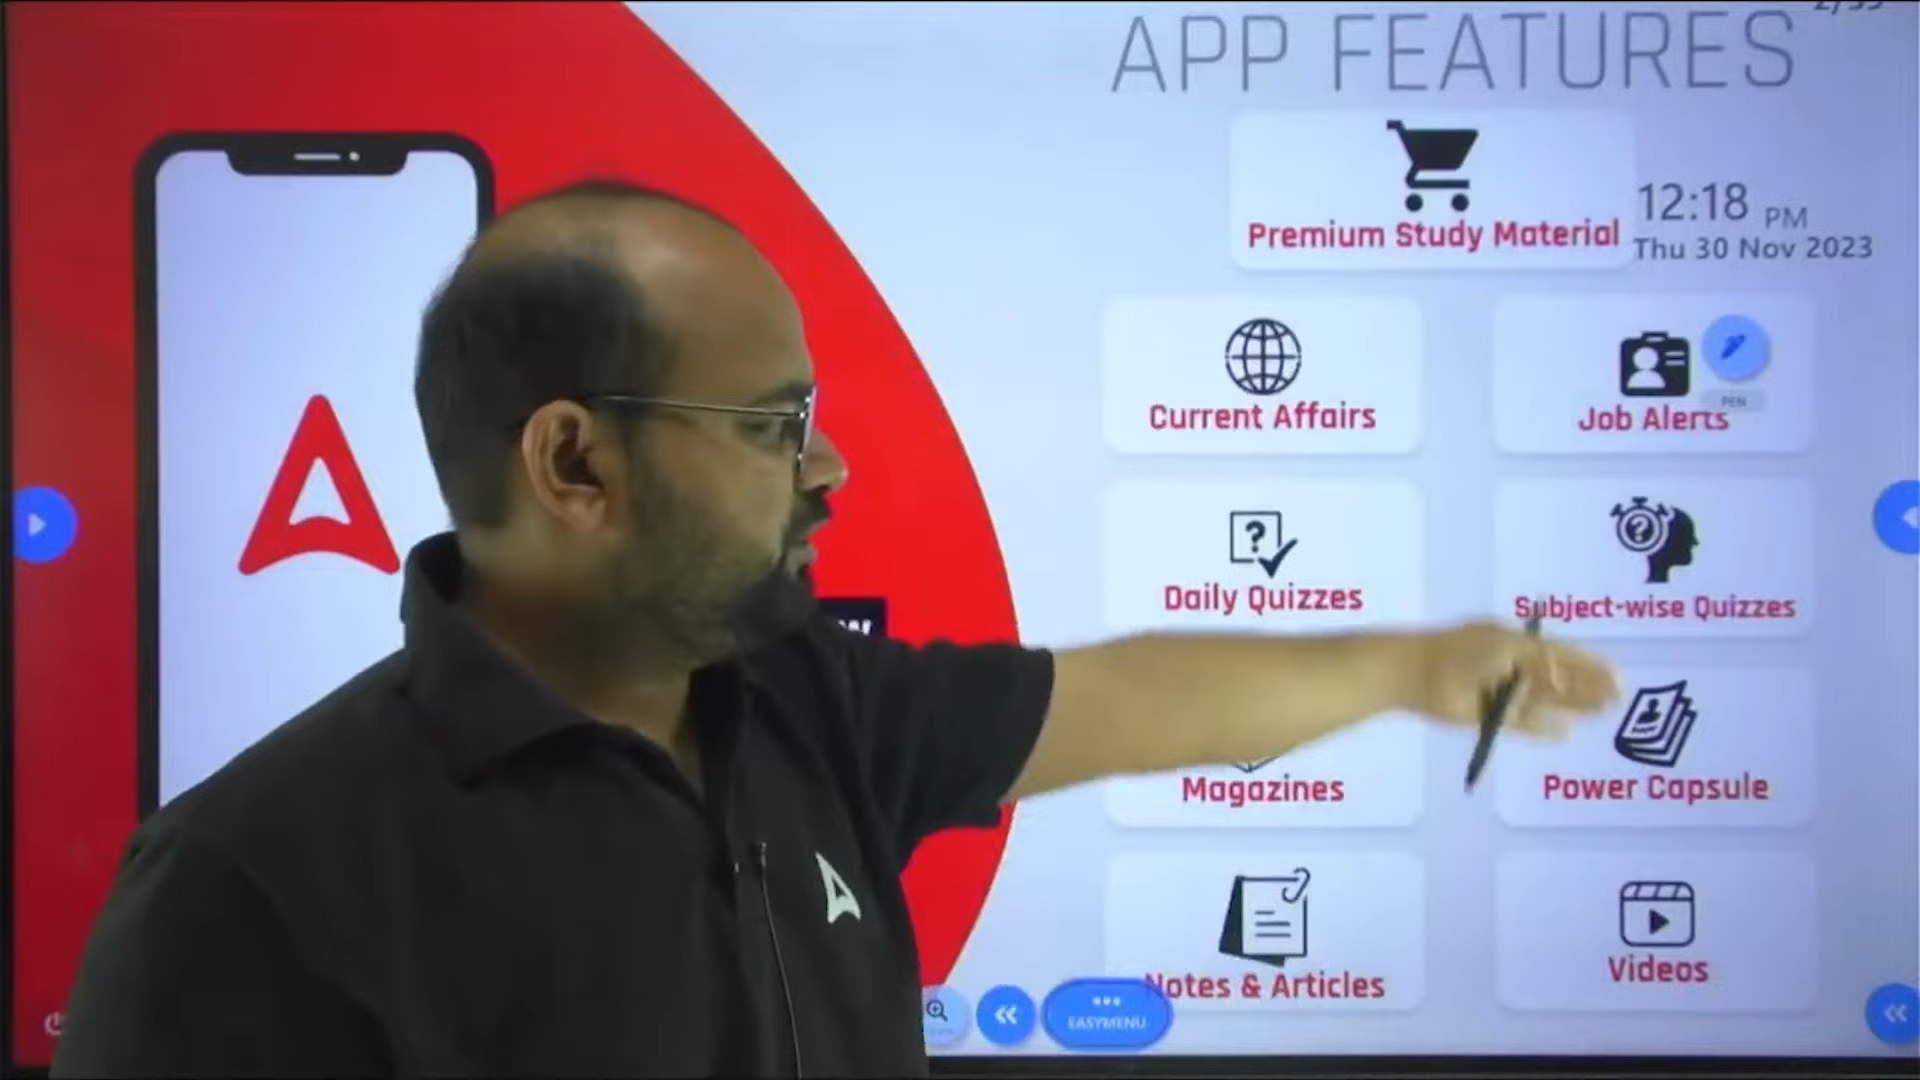 APP FEATURES
Premium Study Material
12:18 PM
Thu 30 Nov 2023
Current Affairs
Job Alerts
PEN
Daily Quizzes
Subject-wise Quizzes
Magazines
Power Capsule
Notes & Articles
Videos
EASYMENU